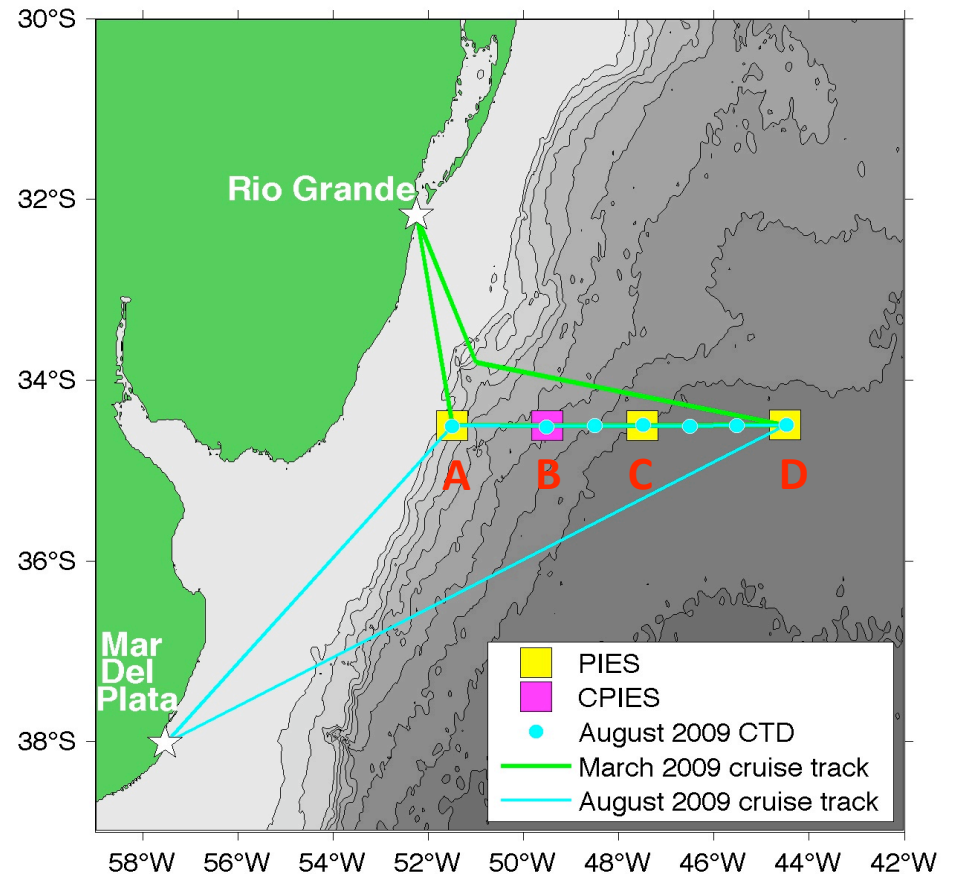 30°S
32°S
34°S
36°S
38°S
Rio Grande
A B C D
Mar
Del
Plata
PIES
CPIES
August 2009 CTD
March 2009 cruise track
August 2009 cruise track
58°W 56°W 54°W 52°W 50°W 48°W 46°W 44°W 42°W